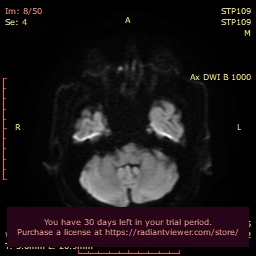 Im: 8/50
Se: 4
A
STP109
STP109
M
Ax DWI B 1000
R
L
You have 30 days left in your trial period.
Purchase a license at https://radiantviewer.com/store/